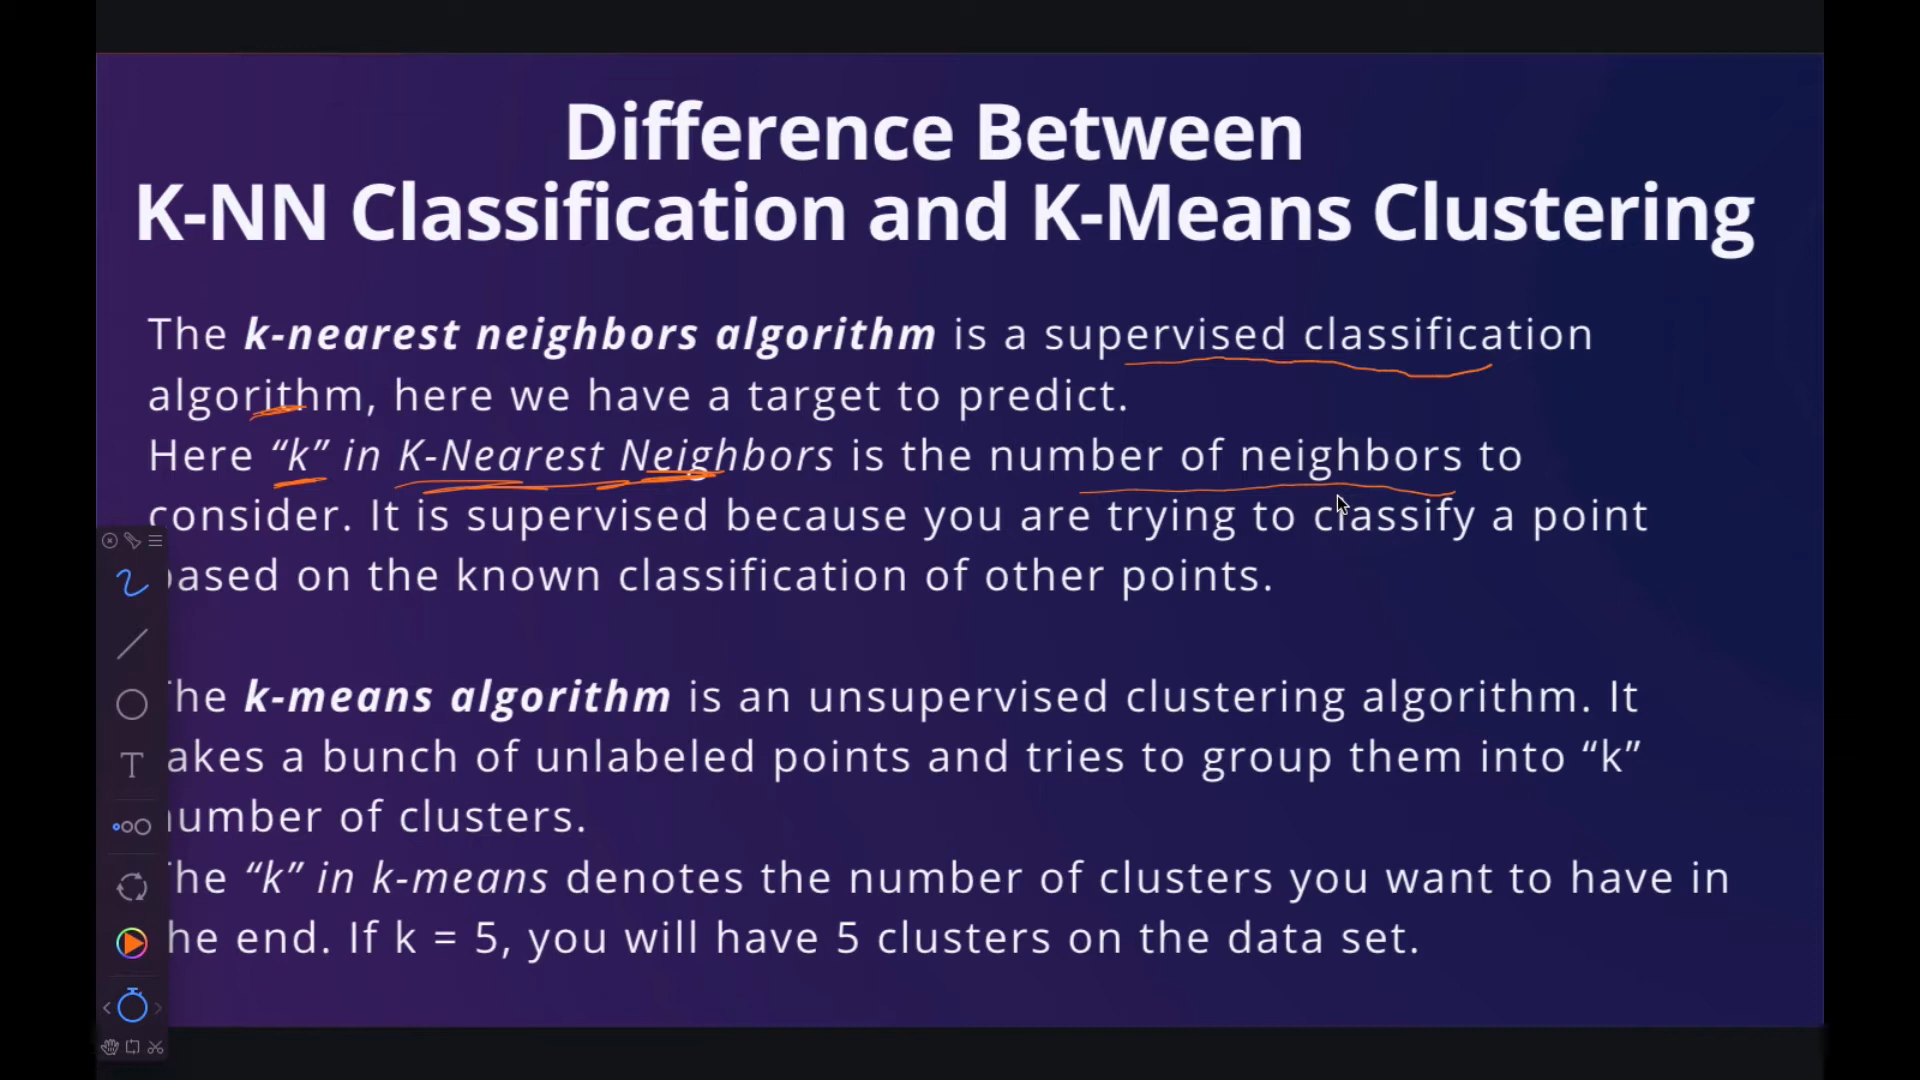 Difference Between
K-NN Classification and K-Means Clustering
The k-nearest neighbors algorithm is a supervised classification
algorithm, here we have a target to predict.
Here “k” in K-Nearest Neighbors is the number of neighbors to
consider. It is supervised because you are trying to classify a point
based on the known classification of other points.
The k-means algorithm is an unsupervised clustering algorithm. It
takes a bunch of unlabeled points and tries to group them into “k”
number of clusters.
The “k” in k-means denotes the number of clusters you want to have in
the end. If k = 5, you will have 5 clusters on the data set.
T